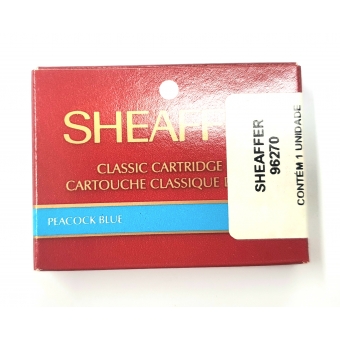 SHEAFFE
CLASSIC CARTRIDGE
CARTOUCHE CLASSIQUE
PEACOCK BLUE
SHEAFFER
96270
CONTÉM 1 UNIDADE